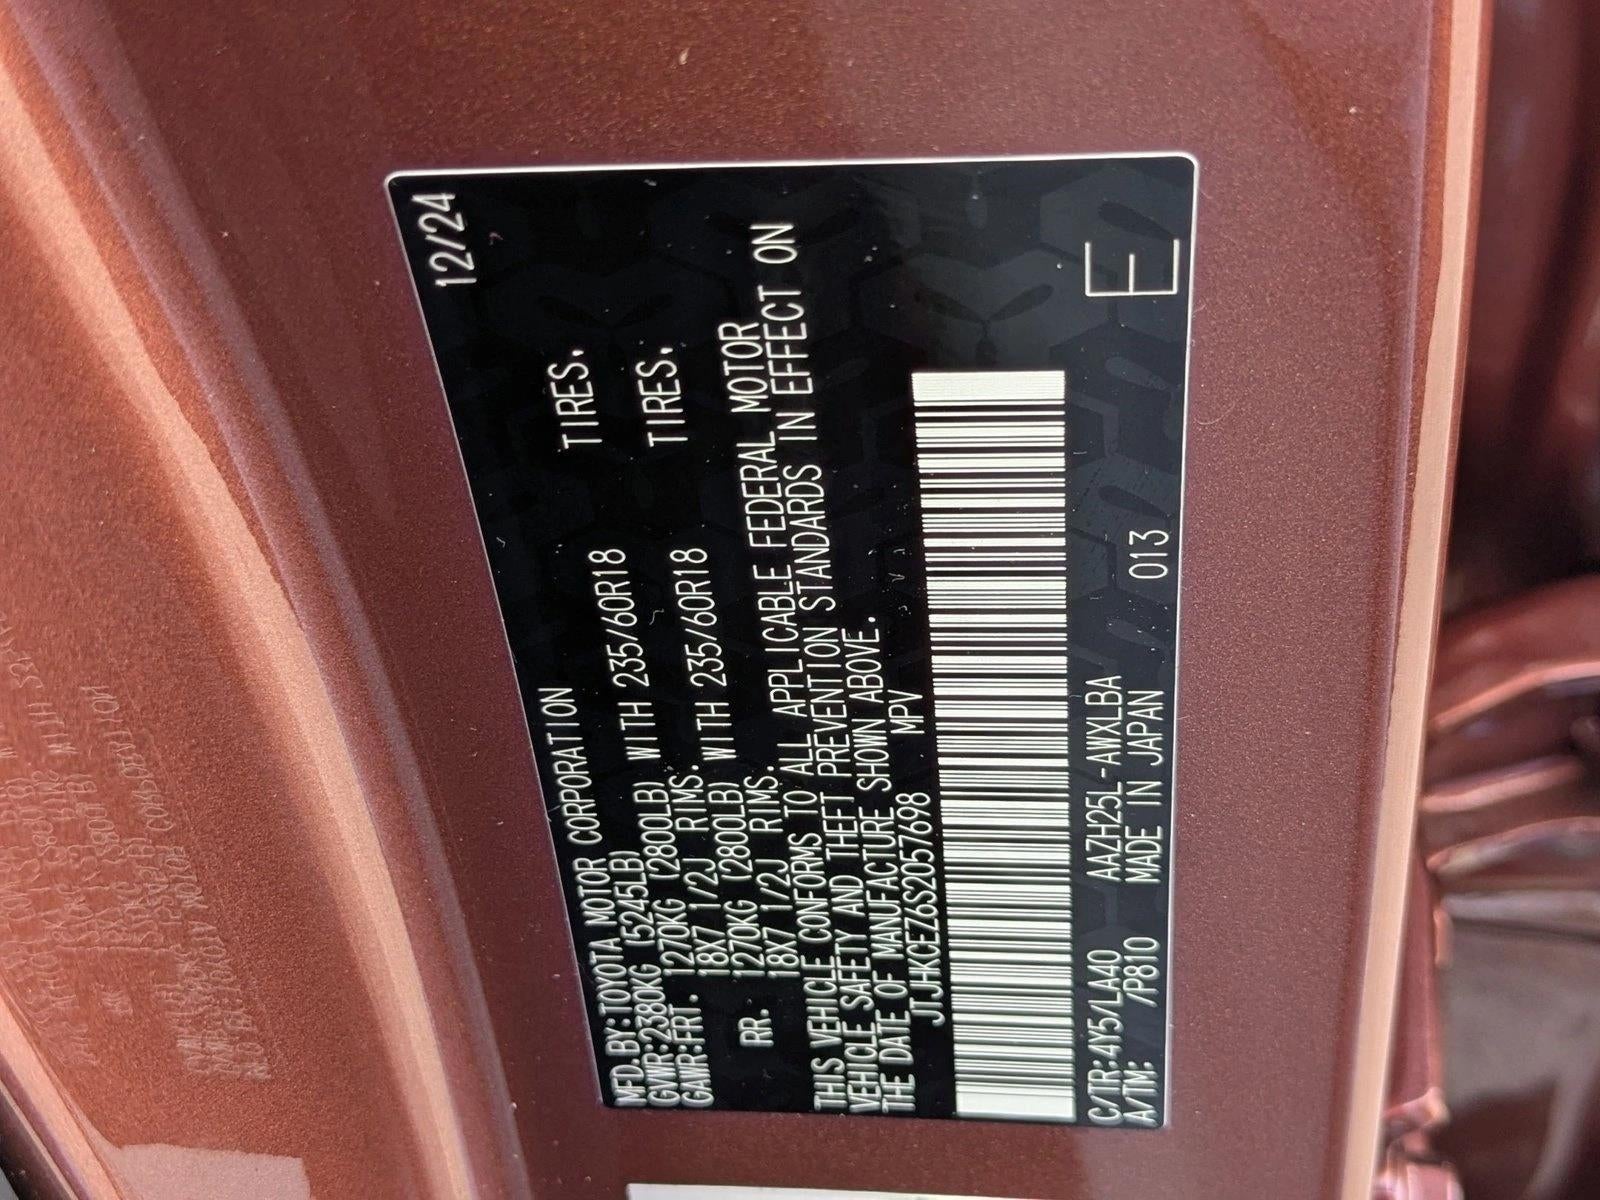 12/24
MFD.BY:TOYOTA MOTOR CORPORATION
GVWR:2380KG (5245LB)
GAWR:FRT. 1270KG (2800LB) WITH 235/60R18 TIRES.
18X7 1/2J RIMS.
RR. 1270KG (2800LB) WITH 235/60R18 TIRES.
18X7 1/2J RIMS.
THIS VEHICLE CONFORMS TO ALL APPLICABLE FEDERAL MOTOR
VEHICLE SAFETY AND THEFT PREVENTION STANDARDS IN EFFECT ON
THE DATE OF MANUFACTURE SHOWN ABOVE.
JTJHKCEZ6S2057698 MPV
C/TR:4Y5/LA40 AAZH25L-AWXLBA
A/TM: /P810 MADE IN JAPAN 013 E